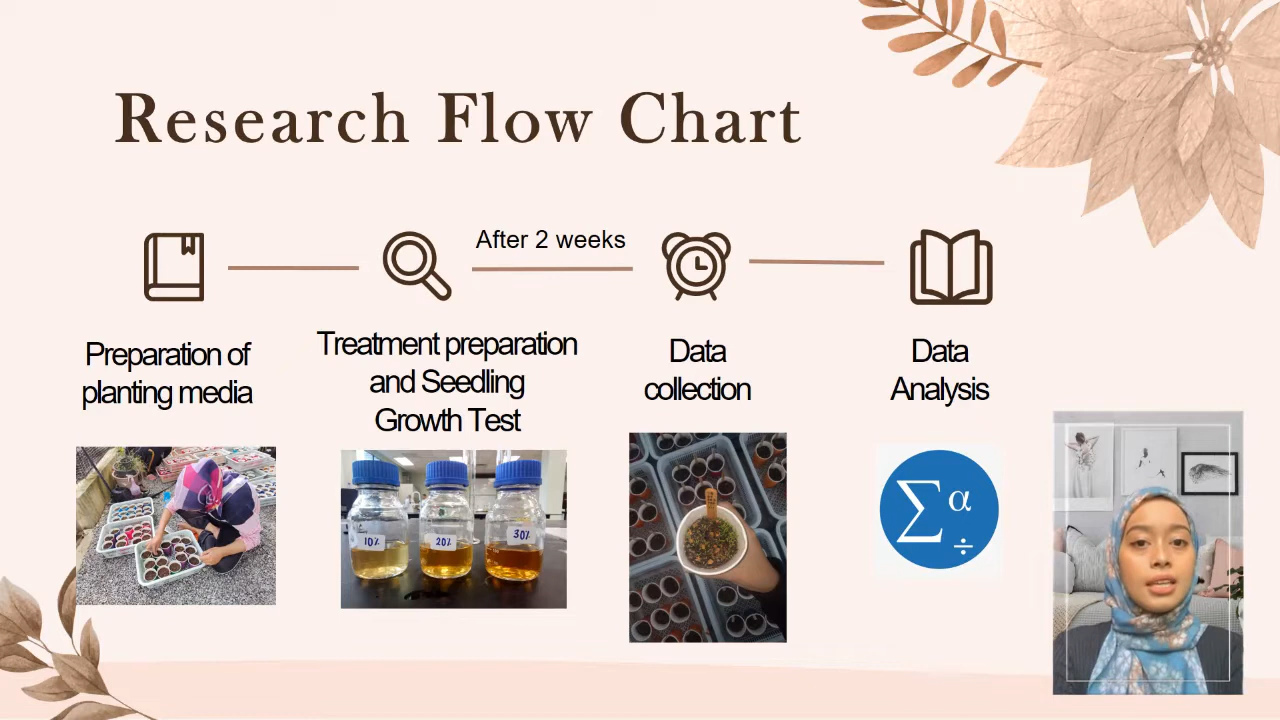 Research Flow Chart
After 2 weeks
Preparation of
planting media
Treatment preparation
and Seedling
Growth Test
Data
collection
Data
Analysis
10%
20%
30%
Σ α
÷